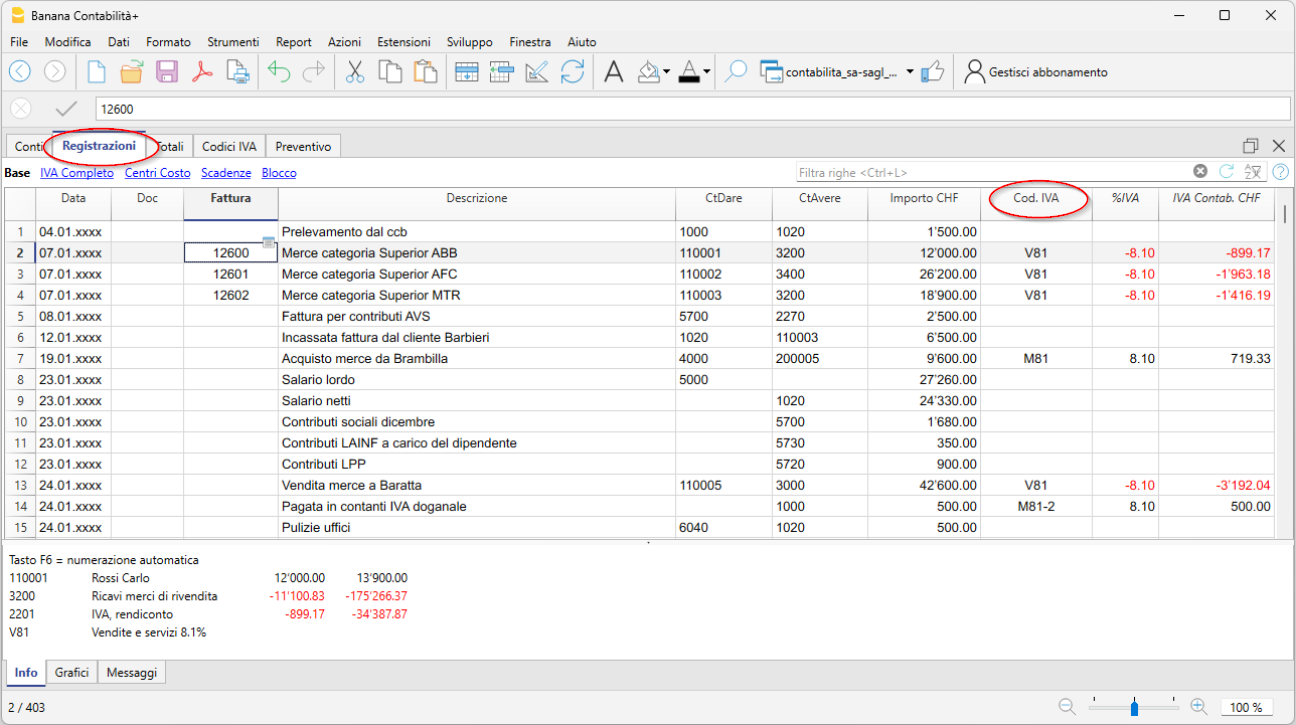 Banana Contabilità+
File Modifica Dati Formato Strumenti Report Azioni Estensioni Sviluppo Finestra Aiuto
contabilita_sa-sagl_... Gestisci abbonamento
12600
Conti Registrazioni Totali Codici IVA Preventivo
Base IVA Completo Centri Costo Scadenze Blocco Filtra righe <Ctrl+L>
Data Doc Fattura Descrizione CtDare CtAvere Importo CHF Cod. IVA %IVA IVA Contab. CHF
1 04.01.xxxx Prelevamento dal ccb 1000 1020 1'500.00
2 07.01.xxxx 12600 Merce categoria Superior ABB 110001 3200 12'000.00 V81 -8.10 -899.17
3 07.01.xxxx 12601 Merce categoria Superior AFC 110002 3400 26'200.00 V81 -8.10 -1'963.18
4 07.01.xxxx 12602 Merce categoria Superior MTR 110003 3200 18'900.00 V81 -8.10 -1'416.19
5 08.01.xxxx Fattura per contributi AVS 5700 2270 2'500.00
6 12.01.xxxx Incassata fattura dal cliente Barbieri 1020 110003 6'500.00
7 19.01.xxxx Acquisto merce da Brambilla 4000 200005 9'600.00 M81 8.10 719.33
8 23.01.xxxx Salario lordo 5000 27'260.00
9 23.01.xxxx Salario netti 1020 24'330.00
10 23.01.xxxx Contributi sociali dicembre 5700 1'680.00
11 23.01.xxxx Contributi LAINF a carico del dipendente 5730 350.00
12 23.01.xxxx Contributi LPP 5720 900.00
13 24.01.xxxx Vendita merce a Baratta 110005 3000 42'600.00 V81 -8.10 -3'192.04
14 24.01.xxxx Pagata in contanti IVA doganale 1000 500.00 M81-2 8.10 500.00
15 24.01.xxxx Pulizie uffici 6040 1020 500.00
Tasto F6 = numerazione automatica
110001 Rossi Carlo 12'000.00 13'900.00
3200 Ricavi merci di rivendita -11'100.83 -175'266.37
2201 IVA, rendiconto -899.17 -34'387.87
V81 Vendite e servizi 8.1%
Info Grafici Messaggi
2 / 403 100 %